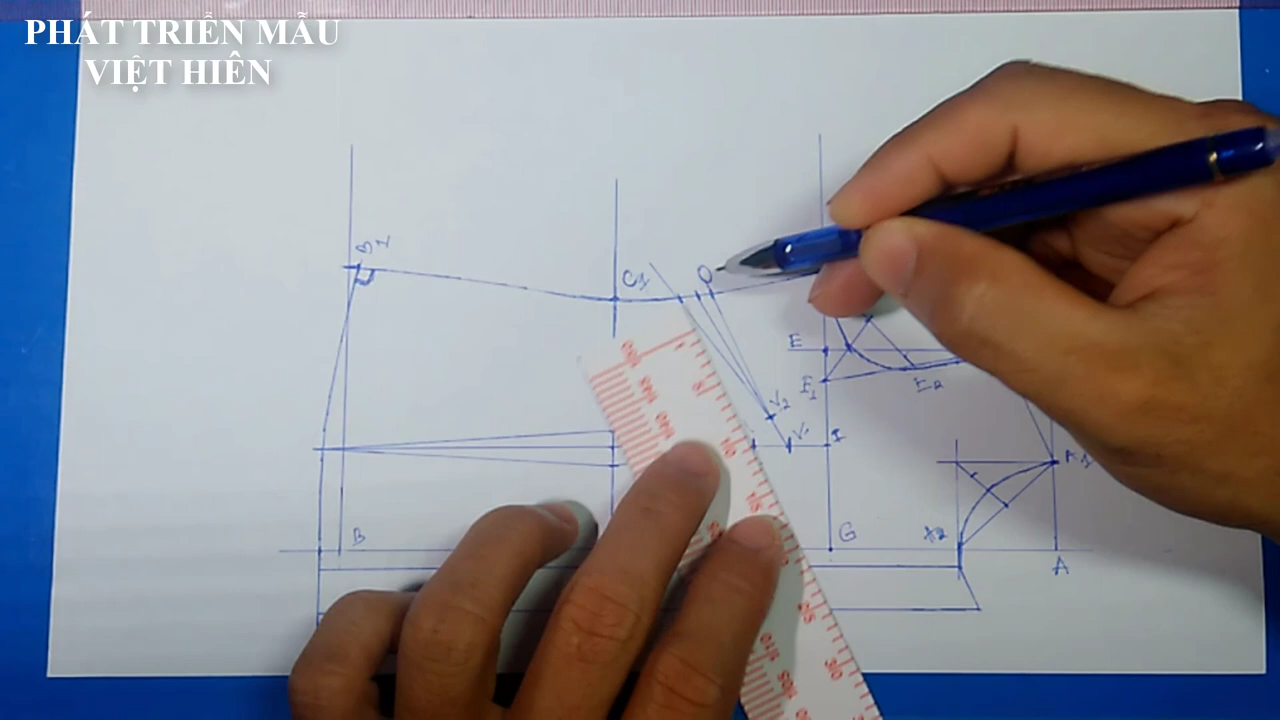 PHÁT TRIỂN MẪU
VIỆT HIÊN
B1
C1
O
E
F1
E2
V2
V1
I
A1
B
G
A2
A